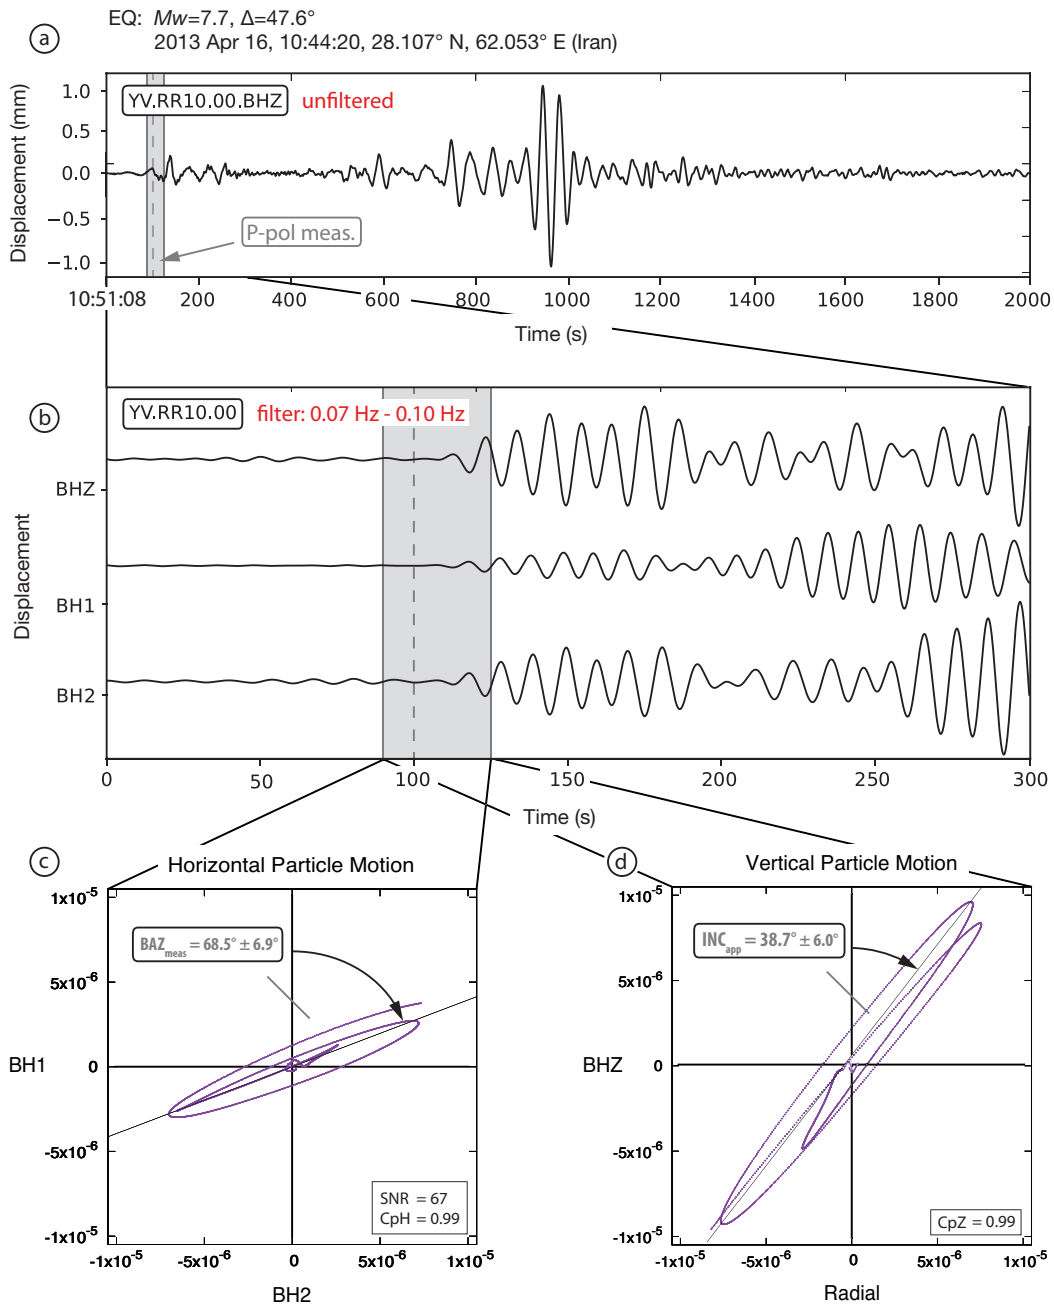 EQ: Mw=7.7, Δ=47.6°
2013 Apr 16, 10:44:20, 28.107° N, 62.053° E (Iran)
a
YV.RR10.00.BHZ unfiltered
Displacement (mm)
1.0
0.5
0.0
−0.5
−1.0
P-pol meas.
10:51:08 200 400 600 800 1000 1200 1400 1600 1800 2000
Time (s)
b
YV.RR10.00 filter: 0.07 Hz - 0.10 Hz
Displacement
BHZ
BH1
BH2
0 50 100 150 200 250 300
Time (s)
c
Horizontal Particle Motion
1x10-5
5x10-6
0
-5x10-6
-1x10-5
BH1
BAZmeas = 68.5° ± 6.9°
SNR = 67
CpH = 0.99
-1x10-5 -5x10-6 0 5x10-6 1x10-5
BH2
d
Vertical Particle Motion
1x10-5
5x10-6
0
-5x10-6
-1x10-5
BHZ
INCapp = 38.7° ± 6.0°
CpZ = 0.99
-1x10-5 -5x10-6 0 5x10-6 1x10-5
Radial